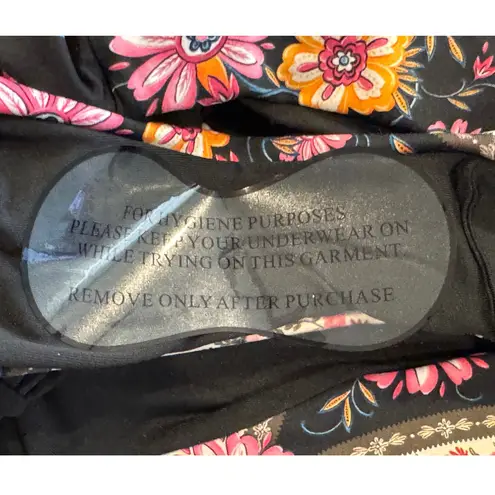 FOR HYGIENE PURPOSES
PLEASE KEEP YOUR UNDERWEAR ON
WHILE TRYING ON THIS GARMENT
REMOVE ONLY AFTER PURCHASE